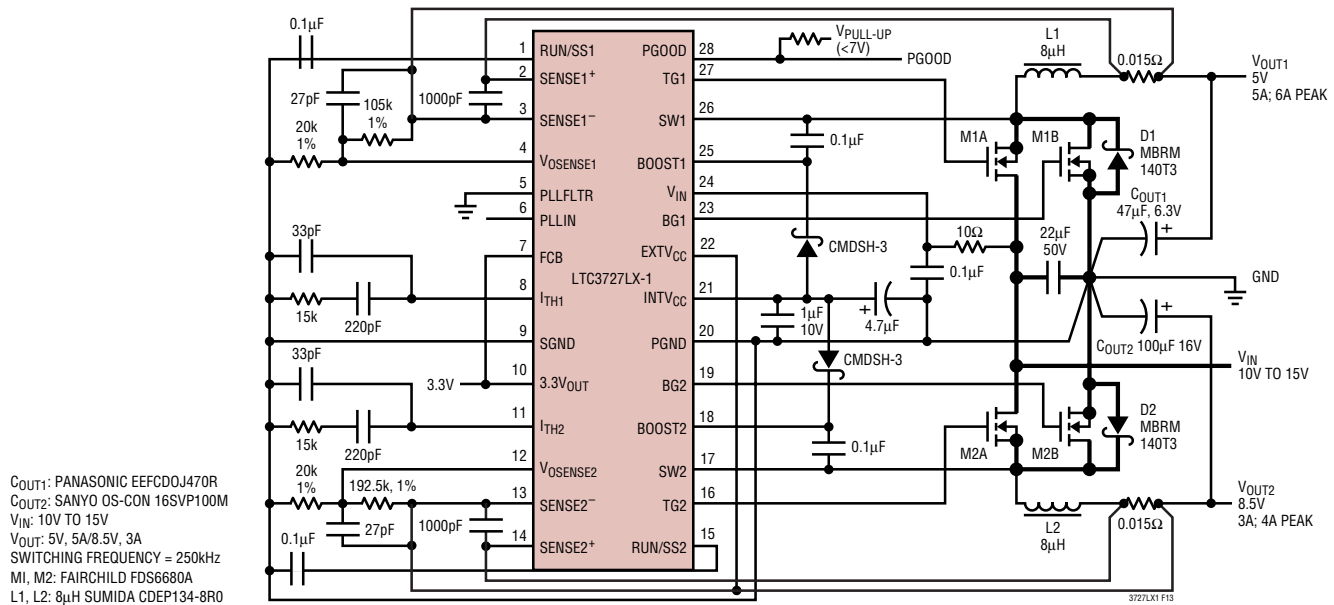 0.1µF
27pF
105k
1%
20k
1%
1000pF
33pF
15k
220pF
33pF
3.3V
15k
220pF
20k
1%
192.5k, 1%
27pF
1000pF
0.1µF
1
2
3
4
5
6
7
8
9
10
11
12
13
14
RUN/SS1
SENSE1+
SENSE1–
VOSENSE1
PLLFLTR
PLLIN
FCB
ITH1
SGND
3.3VOUT
ITH2
VOSENSE2
SENSE2–
SENSE2+
LTC3727LX-1
PGOOD
TG1
SW1
BOOST1
VIN
BG1
EXTVCC
INTVCC
PGND
BG2
BOOST2
SW2
TG2
RUN/SS2
28
27
26
25
24
23
22
21
20
19
18
17
16
15
VPULL-UP
(<7V)
PGOOD
0.1µF
CMDSH-3
10Ω
0.1µF
1µF
10V
4.7µF
CMDSH-3
0.1µF
L1
8µH
0.015Ω
VOUT1
5V
5A; 6A PEAK
M1A
M1B
D1
MBRM
140T3
COUT1
47µF, 6.3V
22µF
50V
GND
COUT2 100µF 16V
VIN
10V TO 15V
D2
MBRM
140T3
M2A
M2B
L2
8µH
0.015Ω
VOUT2
8.5V
3A; 4A PEAK
3727LX1 F13
COUT1: PANASONIC EEFCDOJ470R
COUT2: SANYO OS-CON 16SVP100M
VIN: 10V TO 15V
VOUT: 5V, 5A/8.5V, 3A
SWITCHING FREQUENCY = 250kHz
MI, M2: FAIRCHILD FDS6680A
L1, L2: 8µH SUMIDA CDEP134-8R0